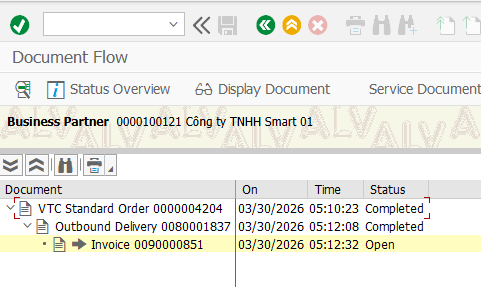 Document Flow
Status Overview Display Document Service Document
Business Partner 0000100121 Công ty TNHH Smart 01
Document On Time Status
VTC Standard Order 0000004204 03/30/2026 05:10:23 Completed
Outbound Delivery 0080001837 03/30/2026 05:12:08 Completed
Invoice 0090000851 03/30/2026 05:12:32 Open